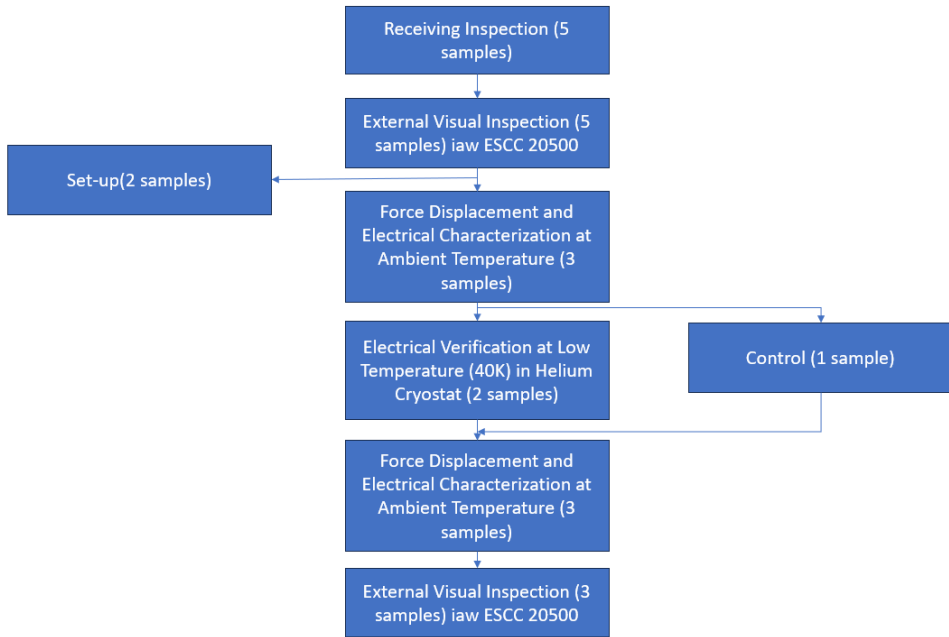 Receiving Inspection (5
samples)
External Visual Inspection (5
samples) iaw ESCC 20500
Set-up(2 samples)
Force Displacement and
Electrical Characterization at
Ambient Temperature (3
samples)
Electrical Verification at Low
Temperature (40K) in Helium
Cryostat (2 samples)
Control (1 sample)
Force Displacement and
Electrical Characterization at
Ambient Temperature (3
samples)
External Visual Inspection (3
samples) iaw ESCC 20500